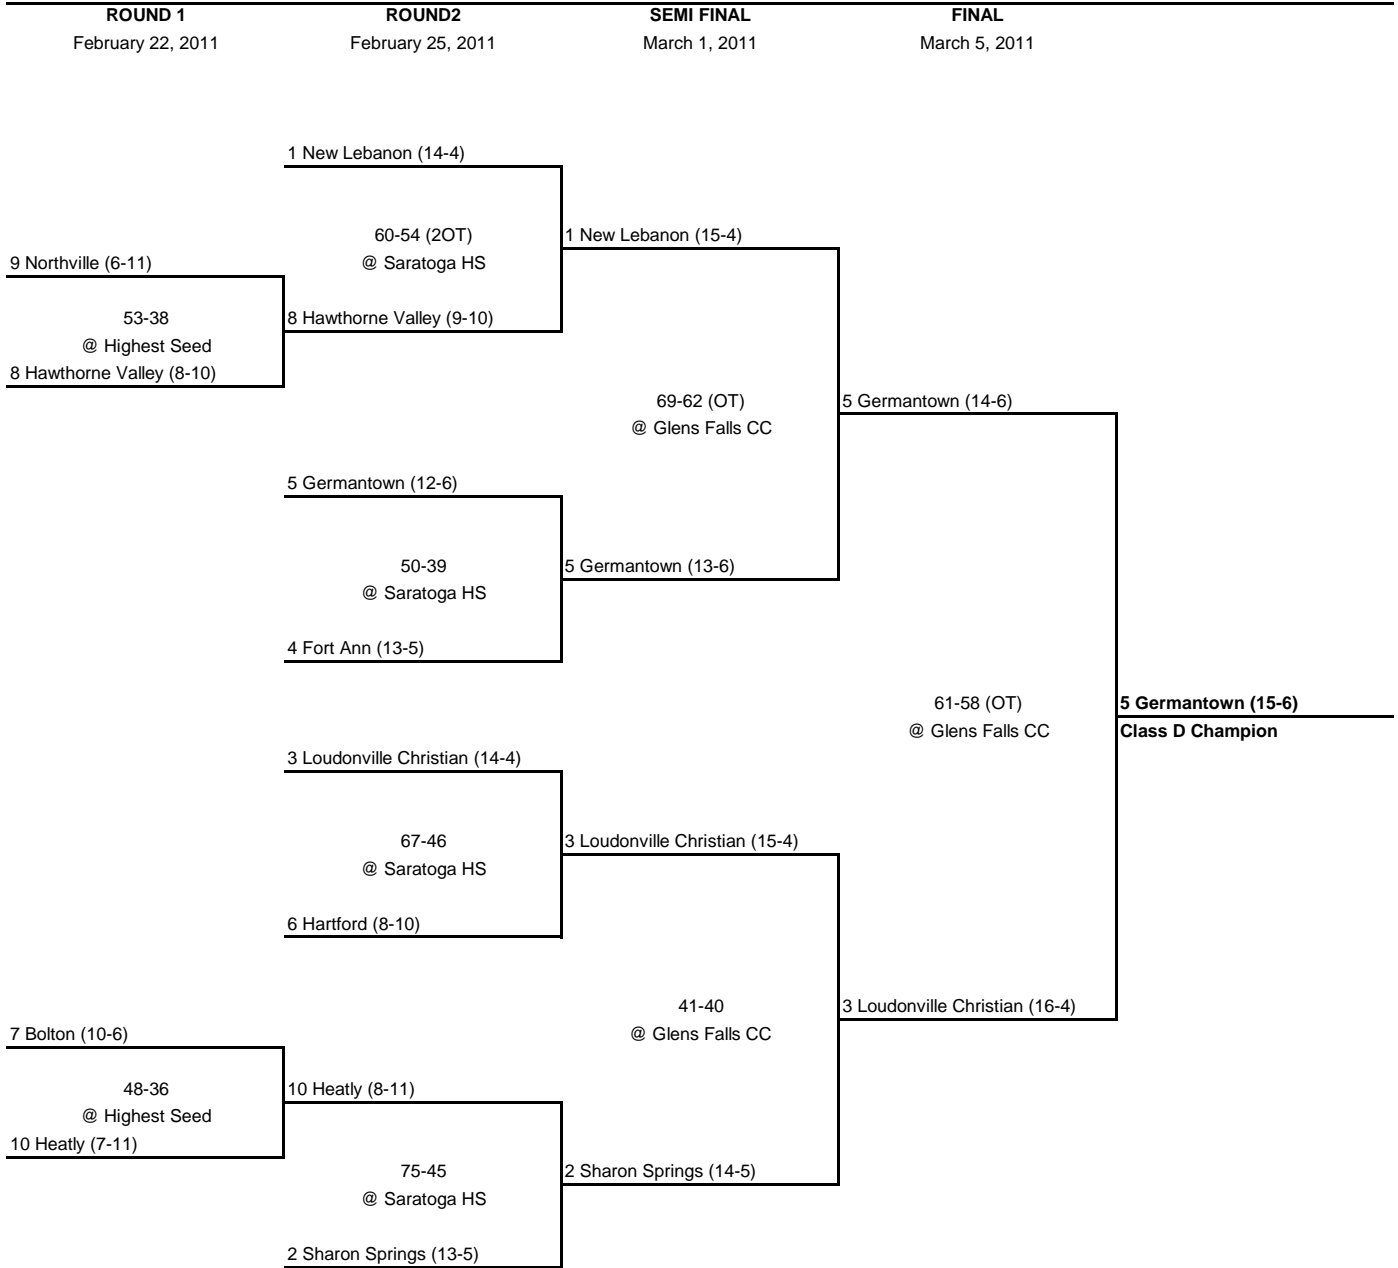 ROUND 1
ROUND2
SEMI FINAL
FINAL
February 22, 2011
February 25, 2011
March 1, 2011
March 5, 2011
1 New Lebanon (14-4)
60-54 (2OT)
@ Saratoga HS
1 New Lebanon (15-4)
9 Northville (6-11)
53-38
@ Highest Seed
8 Hawthorne Valley (9-10)
8 Hawthorne Valley (8-10)
69-62 (OT)
@ Glens Falls CC
5 Germantown (14-6)
5 Germantown (12-6)
50-39
@ Saratoga HS
5 Germantown (13-6)
4 Fort Ann (13-5)
61-58 (OT)
@ Glens Falls CC
5 Germantown (15-6)
Class D Champion
3 Loudonville Christian (14-4)
67-46
@ Saratoga HS
3 Loudonville Christian (15-4)
6 Hartford (8-10)
41-40
@ Glens Falls CC
3 Loudonville Christian (16-4)
7 Bolton (10-6)
48-36
@ Highest Seed
10 Heatly (8-11)
10 Heatly (7-11)
75-45
@ Saratoga HS
2 Sharon Springs (14-5)
2 Sharon Springs (13-5)